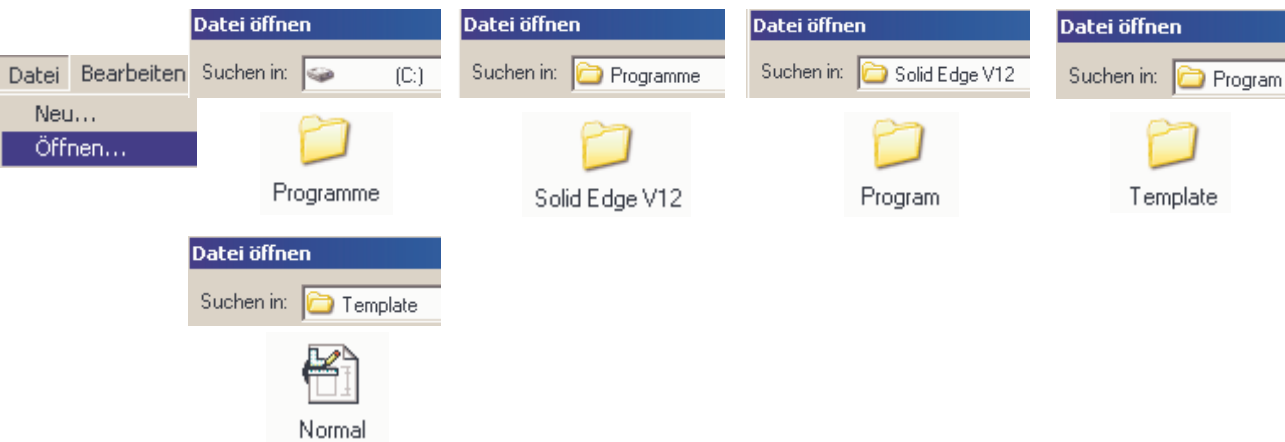 Datei Bearbeiten
Neu...
Öffnen...
Datei öffnen
Suchen in: (C:)
Programme
Datei öffnen
Suchen in: Programme
Solid Edge V12
Datei öffnen
Suchen in: Solid Edge V12
Program
Datei öffnen
Suchen in: Program
Template
Datei öffnen
Suchen in: Template
Normal